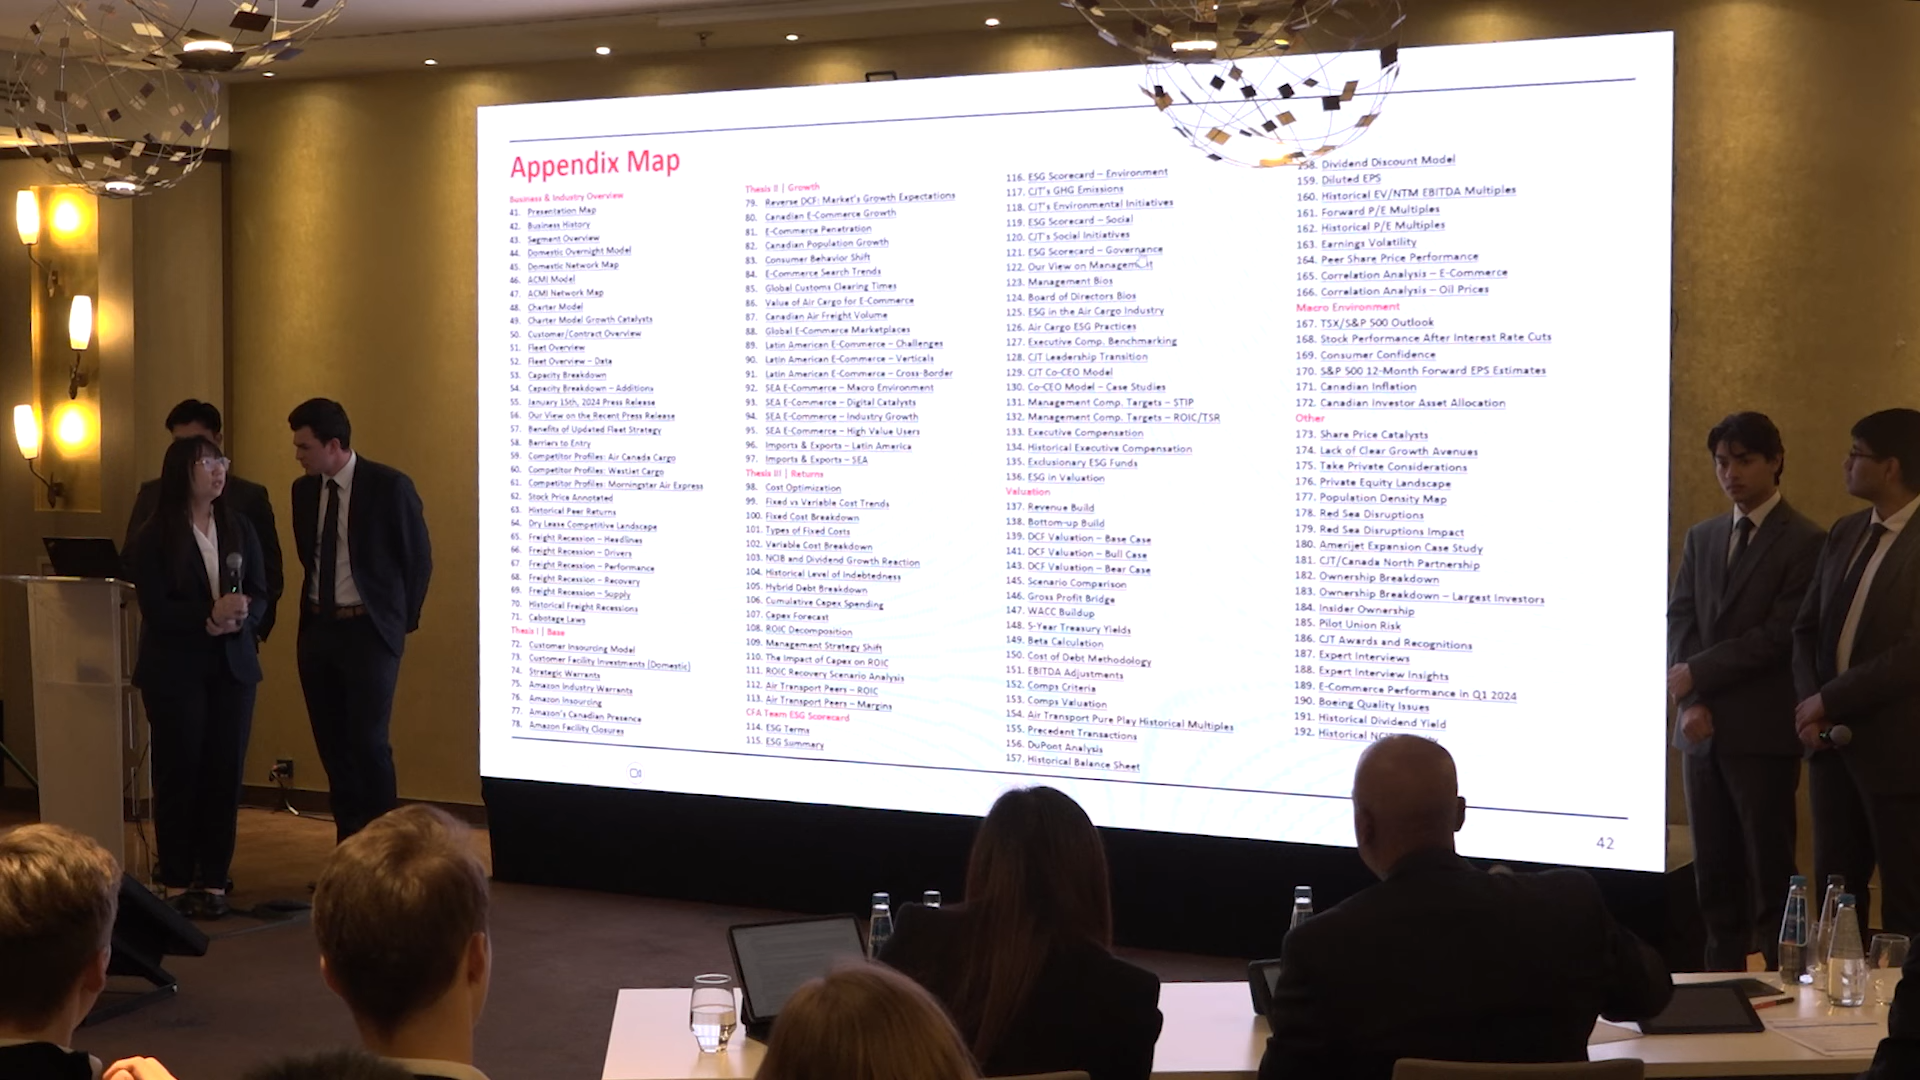 Appendix Map
Business & Industry Overview
41. Presentation Map
42. Business History
43. Segment Overview
44. Domestic Overnight Model
45. Domestic Network Map
46. ACMI Model
47. ACMI Network Map
48. Charter Model
49. Charter Model Growth Catalysts
50. Customer/Contract Overview
51. Fleet Overview
52. Fleet Overview – Data
53. Capacity Breakdown
54. Capacity Breakdown – Additions
55. January 15th, 2024 Press Release
56. Our View on the Recent Press Release
57. Benefits of Updated Fleet Strategy
58. Barriers to Entry
59. Competitor Profiles: Air Canada Cargo
60. Competitor Profiles: WestJet Cargo
61. Competitor Profiles: Morningstar Air Express
62. Stock Price Annotated
63. Historical Peer Returns
64. Dry Lease Competitive Landscape
65. Freight Recession – Headlines
66. Freight Recession – Drivers
67 Freight Recession – Performance
68. Freight Recession – Recovery
69. Freight Recession – Supply
70. Historical Freight Recessions
71. Cabotage Laws
Thesis I | Base
72. Customer Insourcing Model
73. Customer Facility Investments (Domestic)
74. Strategic Warrants
75. Amazon Industry Warrants
76. Amazon Insourcing
77. Amazon's Canadian Presence
78. Amazon Facility Closures
Thesis II | Growth
79. Reverse DCF: Market's Growth Expectations
80. Canadian E-Commerce Growth
81. E-Commerce Penetration
82. Canadian Population Growth
83. Consumer Behavior Shift
84. E-Commerce Search Trends
85. Global Customs Clearing Times
86. Value of Air Cargo for E-Commerce
87. Canadian Air Freight Volume
88. Global E-Commerce Marketplaces
89. Latin American E-Commerce – Challenges
90. Latin American E-Commerce – Verticals
91. Latin American E-Commerce – Cross-Border
92. SEA E-Commerce – Macro Environment
93. SEA E-Commerce – Digital Catalysts
94. SEA E-Commerce – Industry Growth
95. SEA E-Commerce – High Value Users
96. Imports & Exports – Latin America
97. Imports & Exports – SEA
Thesis III | Returns
98. Cost Optimization
99. Fixed vs Variable Cost Trends
100. Fixed Cost Breakdown
101. Types of Fixed Costs
102. Variable Cost Breakdown
103. NCIB and Dividend Growth Reaction
104. Historical Level of Indebtedness
105. Hybrid Debt Breakdown
106. Cumulative Capex Spending
107. Capex Forecast
108. ROIC Decomposition
109. Management Strategy Shift
110. The Impact of Capex on ROIC
111. ROIC Recovery Scenario Analysis
112. Air Transport Peers – ROIC
113. Air Transport Peers – Margins
CFA Team ESG Scorecard
114. ESG Terms
115. ESG Summary
116. ESG Scorecard – Environment
117. CJT's GHG Emissions
118. CJT's Environmental Initiatives
119. ESG Scorecard – Social
120. CJT's Social Initiatives
121. ESG Scorecard – Governance
122. Our View on Management
123. Management Bios
124. Board of Directors Bios
125. ESG in the Air Cargo Industry
126. Air Cargo ESG Practices
127. Executive Comp. Benchmarking
128. CJT Leadership Transition
129. CJT Co-CEO Model
130. Co-CEO Model – Case Studies
131. Management Comp. Targets – STIP
132. Management Comp. Targets – ROIC/TSR
133. Executive Compensation
134. Historical Executive Compensation
135. Exclusionary ESG Funds
136. ESG in Valuation
Valuation
137. Revenue Build
138. Bottom-up Build
139. DCF Valuation – Base Case
141. DCF Valuation – Bull Case
143. DCF Valuation – Bear Case
145. Scenario Comparison
146. Gross Profit Bridge
147. WACC Buildup
148. 5-Year Treasury Yields
149. Beta Calculation
150. Cost of Debt Methodology
151. EBITDA Adjustments
152. Comps Criteria
153. Comps Valuation
154. Air Transport Pure Play Historical Multiples
155. Precedent Transactions
156. DuPont Analysis
157. Historical Balance Sheet
158. Dividend Discount Model
159. Diluted EPS
160. Historical EV/NTM EBITDA Multiples
161. Forward P/E Multiples
162. Historical P/E Multiples
163. Earnings Volatility
164. Peer Share Price Performance
165. Correlation Analysis – E-Commerce
166. Correlation Analysis – Oil Prices
Macro Environment
167. TSX/S&P 500 Outlook
168. Stock Performance After Interest Rate Cuts
169. Consumer Confidence
170. S&P 500 12-Month Forward EPS Estimates
171. Canadian Inflation
172. Canadian Investor Asset Allocation
Other
173. Share Price Catalysts
174. Lack of Clear Growth Avenues
175. Take Private Considerations
176. Private Equity Landscape
177. Population Density Map
178. Red Sea Disruptions
179. Red Sea Disruptions Impact
180. Amerijet Expansion Case Study
181. CJT/Canada North Partnership
182. Ownership Breakdown
183. Ownership Breakdown – Largest Investors
184. Insider Ownership
185. Pilot Union Risk
186. CJT Awards and Recognitions
187. Expert Interviews
188. Expert Interview Insights
189. E-Commerce Performance in Q1 2024
190. Boeing Quality Issues
191. Historical Dividend Yield
192. Historical
42